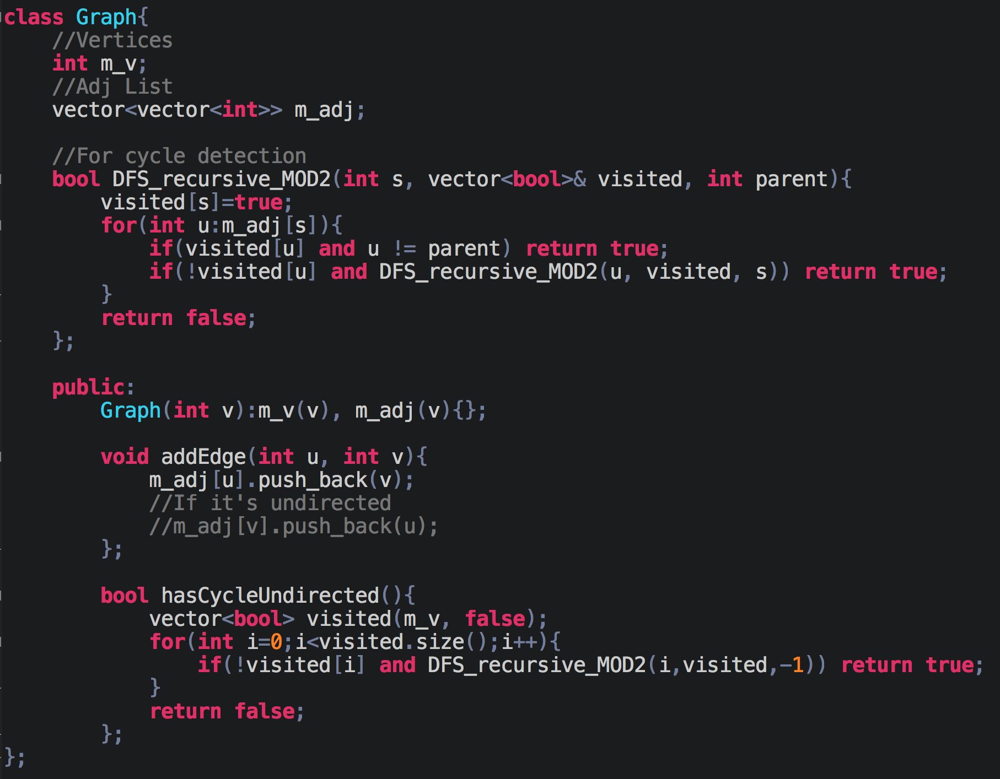 class Graph{
    //Vertices
    int m_v;
    //Adj List
    vector<vector<int>> m_adj;

    //For cycle detection
    bool DFS_recursive_MOD2(int s, vector<bool>& visited, int parent){
        visited[s]=true;
        for(int u:m_adj[s]){
            if(visited[u] and u != parent) return true;
            if(!visited[u] and DFS_recursive_MOD2(u, visited, s)) return true;
        }
        return false;
    };

    public:
        Graph(int v):m_v(v), m_adj(v){};

        void addEdge(int u, int v){
            m_adj[u].push_back(v);
            //If it's undirected
            //m_adj[v].push_back(u);
        };

        bool hasCycleUndirected(){
            vector<bool> visited(m_v, false);
            for(int i=0;i<visited.size();i++){
                if(!visited[i] and DFS_recursive_MOD2(i,visited,-1)) return true;
            }
            return false;
        };
};